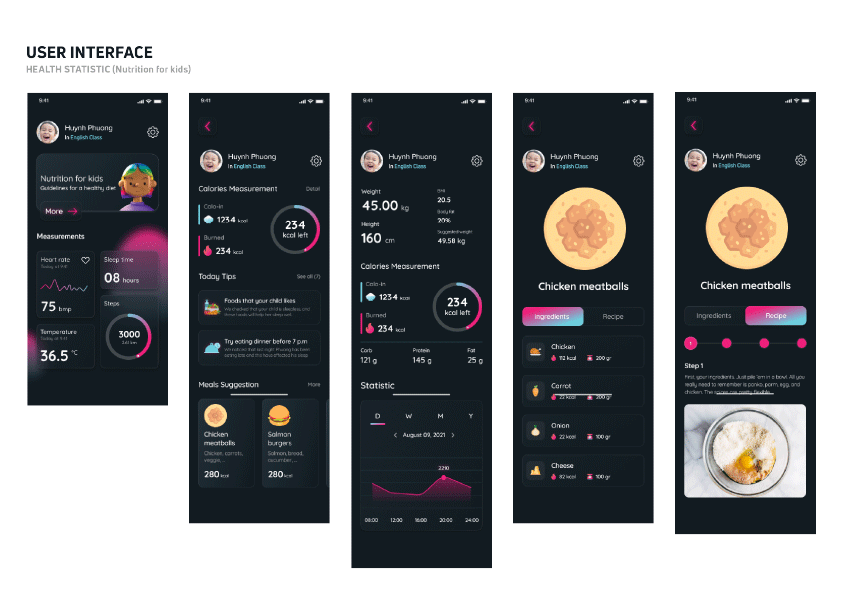 USER INTERFACE
HEALTH STATISTIC (Nutrition for kids)
9:41
Huynh Phuong
In English Class
Nutrition for kids
Guidelines for a healthy diet
More
Measurements
Heart rate
Today at 9:41
75 bmp
Sleep time
08 hours
Temperature
Today at 9:41
36.5 °C
Steps
3000
9:41
Huynh Phuong
In English Class
Calories Measurement
Detail
Calo-in
1234 kcal
Burned
234 kcal
234
kcal left
Today Tips
See all (7)
Foods that your child likes
Try eating dinner before 7 p.m
Meals Suggestion
More
Chicken
meatballs
Chicken, carrots,
veggie, ...
280 kcal
Salmon
burgers
Salmon, bread,
cucumber, ...
280 kcal
9:41
Huynh Phuong
In English Class
Weight
45.00 kg
Height
160 cm
BMI
20.5
Body fat
20%
Suggested weight
49.58 kg
Calories Measurement
Calo-in
1234 kcal
Burned
234 kcal
234
kcal left
Carb
121 g
Protein
145 g
Fat
25 g
Statistic
D W M Y
August 09, 2021
2210
08:00 12:00 16:00 20:00 24:00
9:41
Huynh Phuong
In English Class
Chicken meatballs
Ingredients
Recipe
Chicken
112 kcal 200 gr
Carrot
22 kcal 200 gr
Onion
22 kcal 100 gr
Cheese
82 kcal 100 gr
9:41
Huynh Phuong
In English Class
Chicken meatballs
Ingredients
Recipe
1
Step 1
First, your ingredients. Just pile 'em in a bowl. All you
really need to remember is panko, parm, egg, and
chicken. The spices are pretty flexible...